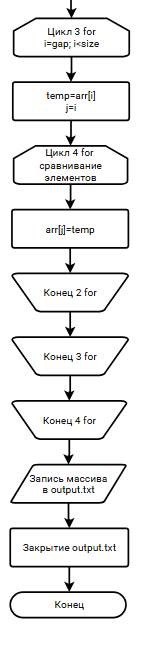 Цикл 3 for
i=gap; i<size
temp=arr[i]
j=i
Цикл 4 for
сравнивание
элементов
arr[j]=temp
Конец 2 for
Конец 3 for
Конец 4 for
Запись массива
в output.txt
Закрытие output.txt
Конец